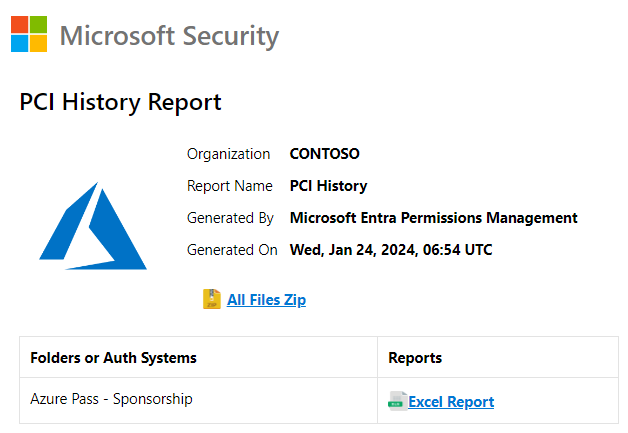 Microsoft Security
PCI History Report
Organization CONTOSO
Report Name PCI History
Generated By Microsoft Entra Permissions Management
Generated On Wed, Jan 24, 2024, 06:54 UTC
All Files Zip
Folders or Auth Systems Reports
Azure Pass - Sponsorship Excel Report